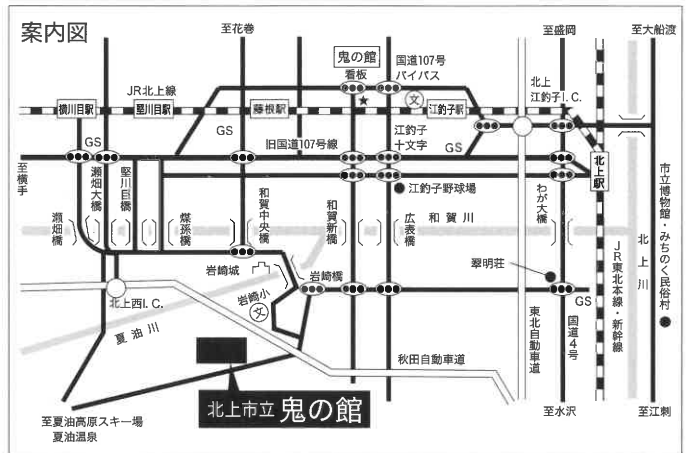 案内図
至花巻
至盛岡
至大船渡
鬼の館
看板
国道107号
バイパス
北上
江釣子I.C.
JR北上線
横川目駅
堅川目駅
藤根駅
文
江釣子駅
GS
GS
GS
旧国道107号線
江釣子
十文字
北上駅
至横手
瀬畑大橋
堅川目橋
江釣子野球場
瀬畑橋
煤孫橋
和賀中央橋
和賀新橋
広表橋
和賀川
わが大橋
市立博物館・みちのく民俗村
北上川
JR東北本線・新幹線
岩崎城
岩崎橋
翠明荘
北上西I.C.
岩崎小
文
GS
夏油川
東北自動車道
国道4号
秋田自動車道
北上市立 鬼の館
至夏油高原スキー場
夏油温泉
至水沢
至江刺